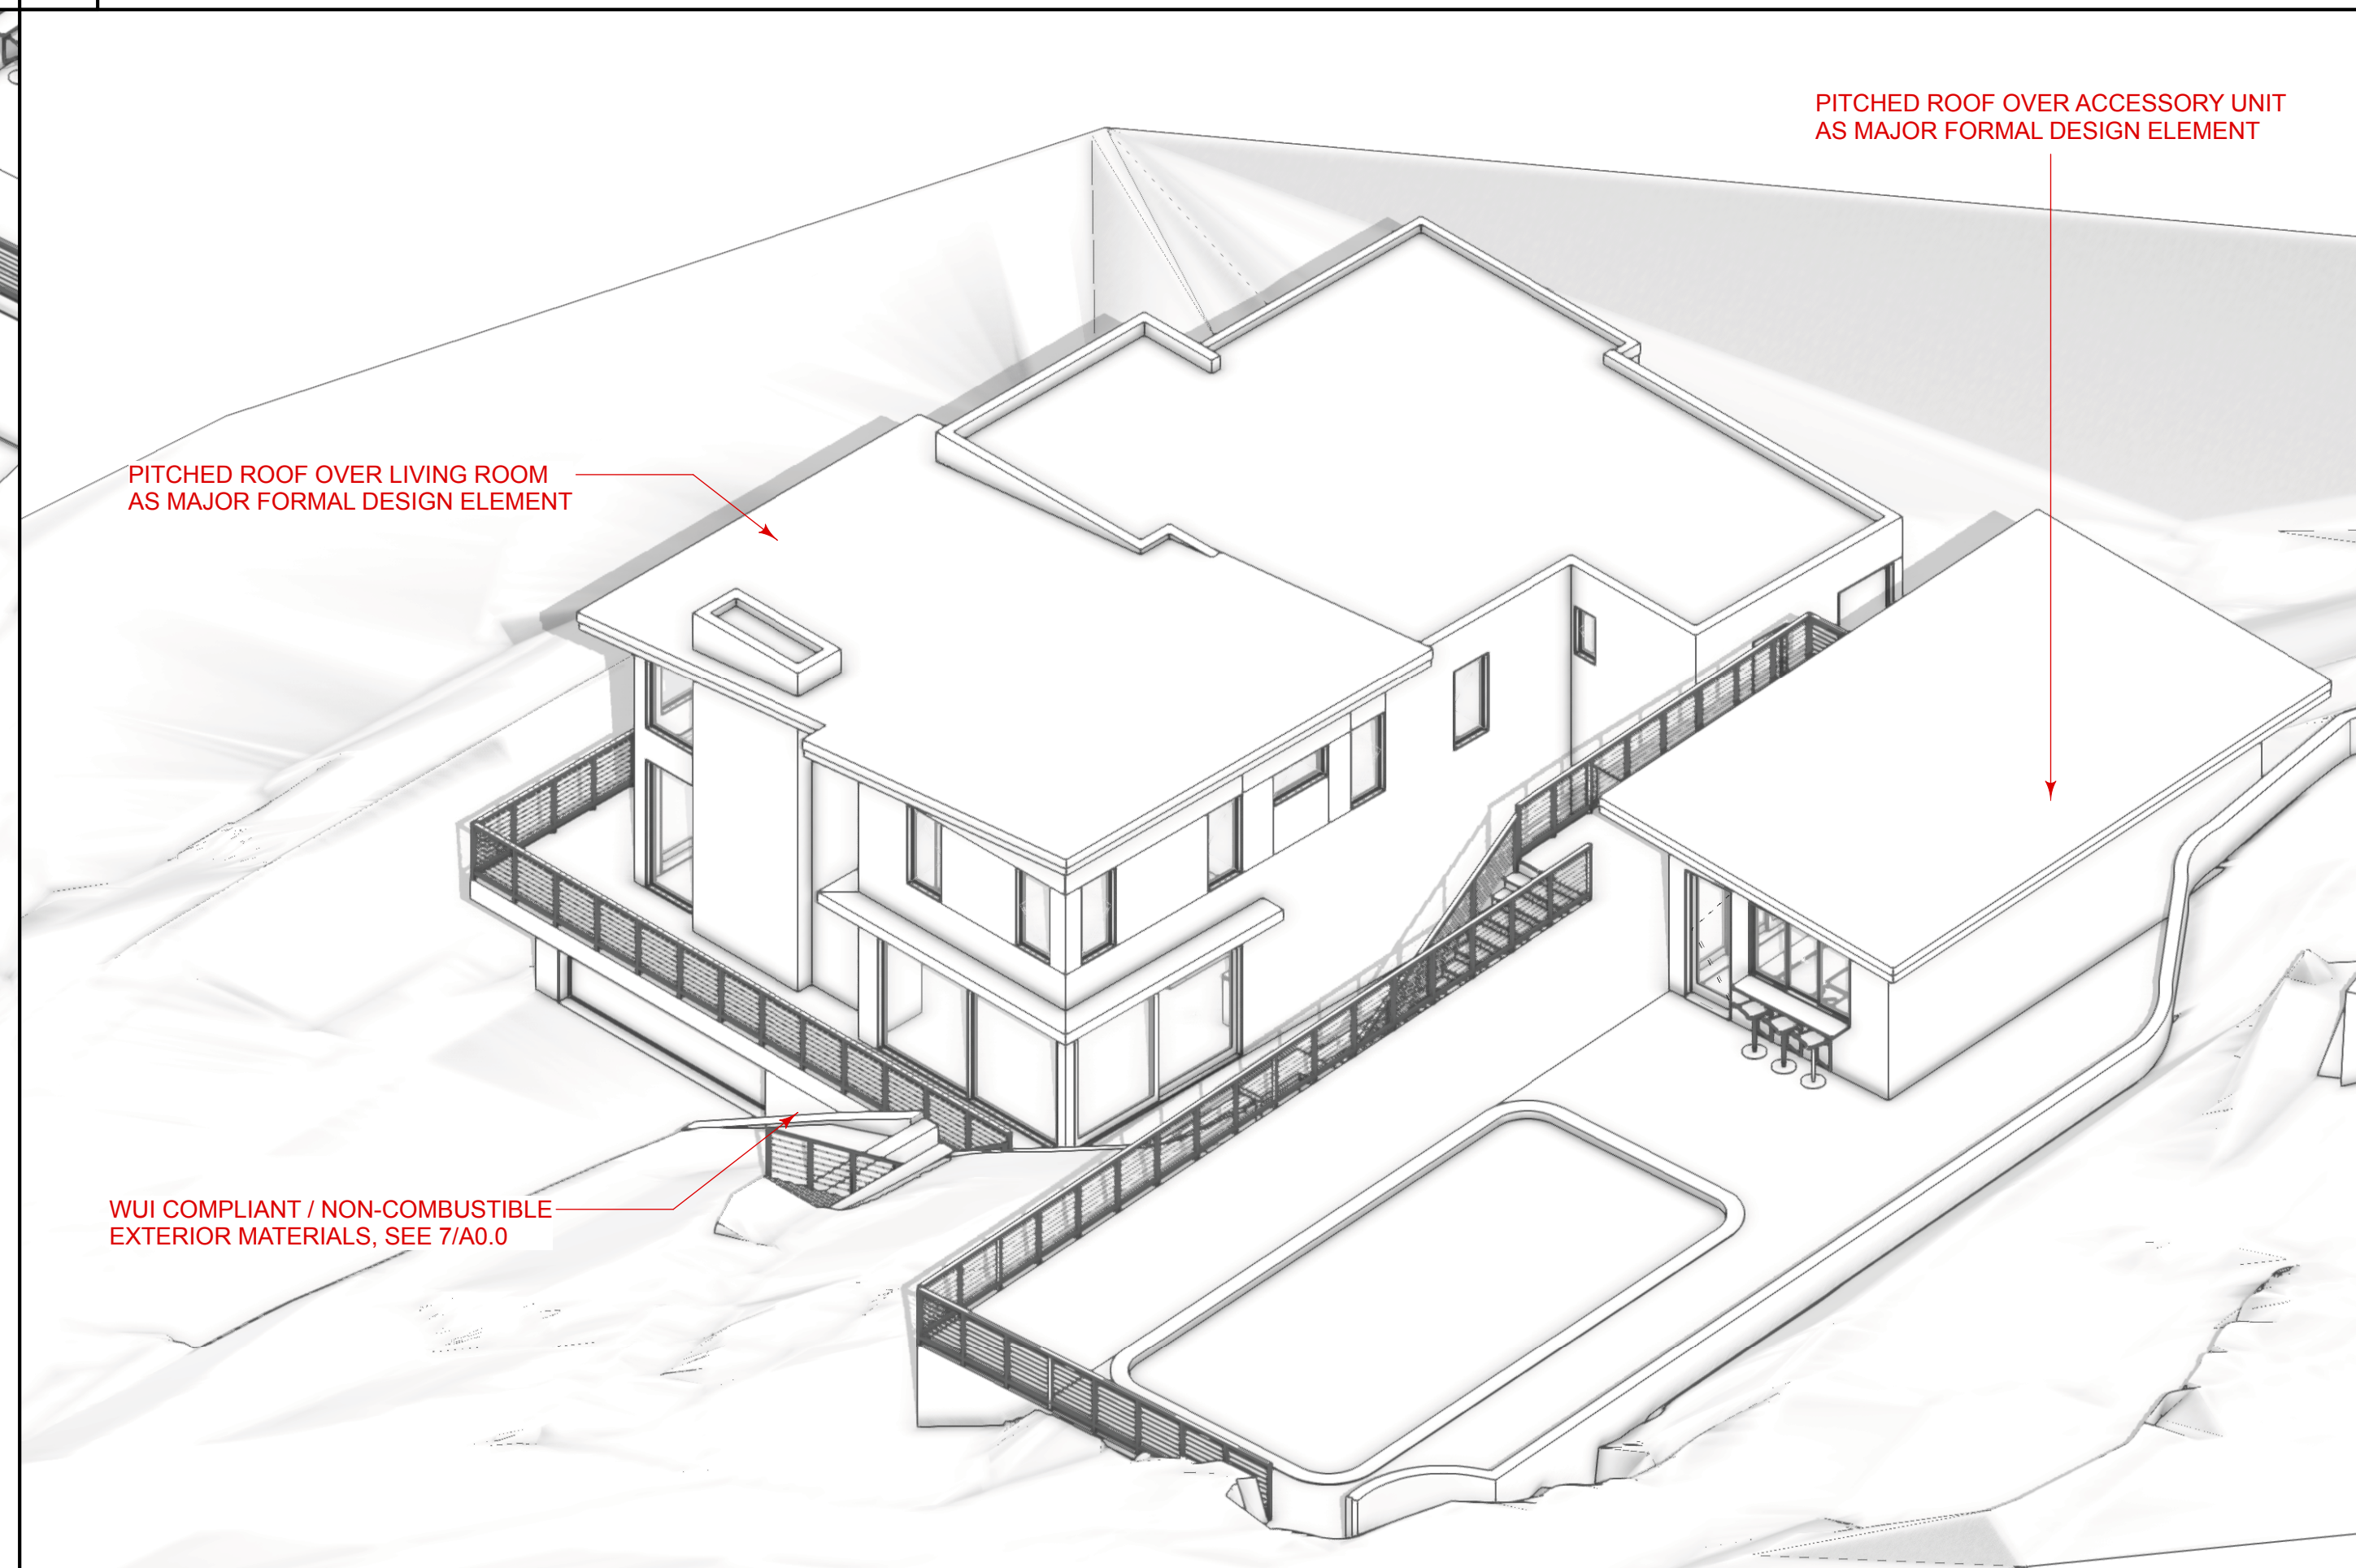 PITCHED ROOF OVER ACCESSORY UNIT
AS MAJOR FORMAL DESIGN ELEMENT
PITCHED ROOF OVER LIVING ROOM
AS MAJOR FORMAL DESIGN ELEMENT
WUI COMPLIANT / NON-COMBUSTIBLE
EXTERIOR MATERIALS, SEE 7/A0.0